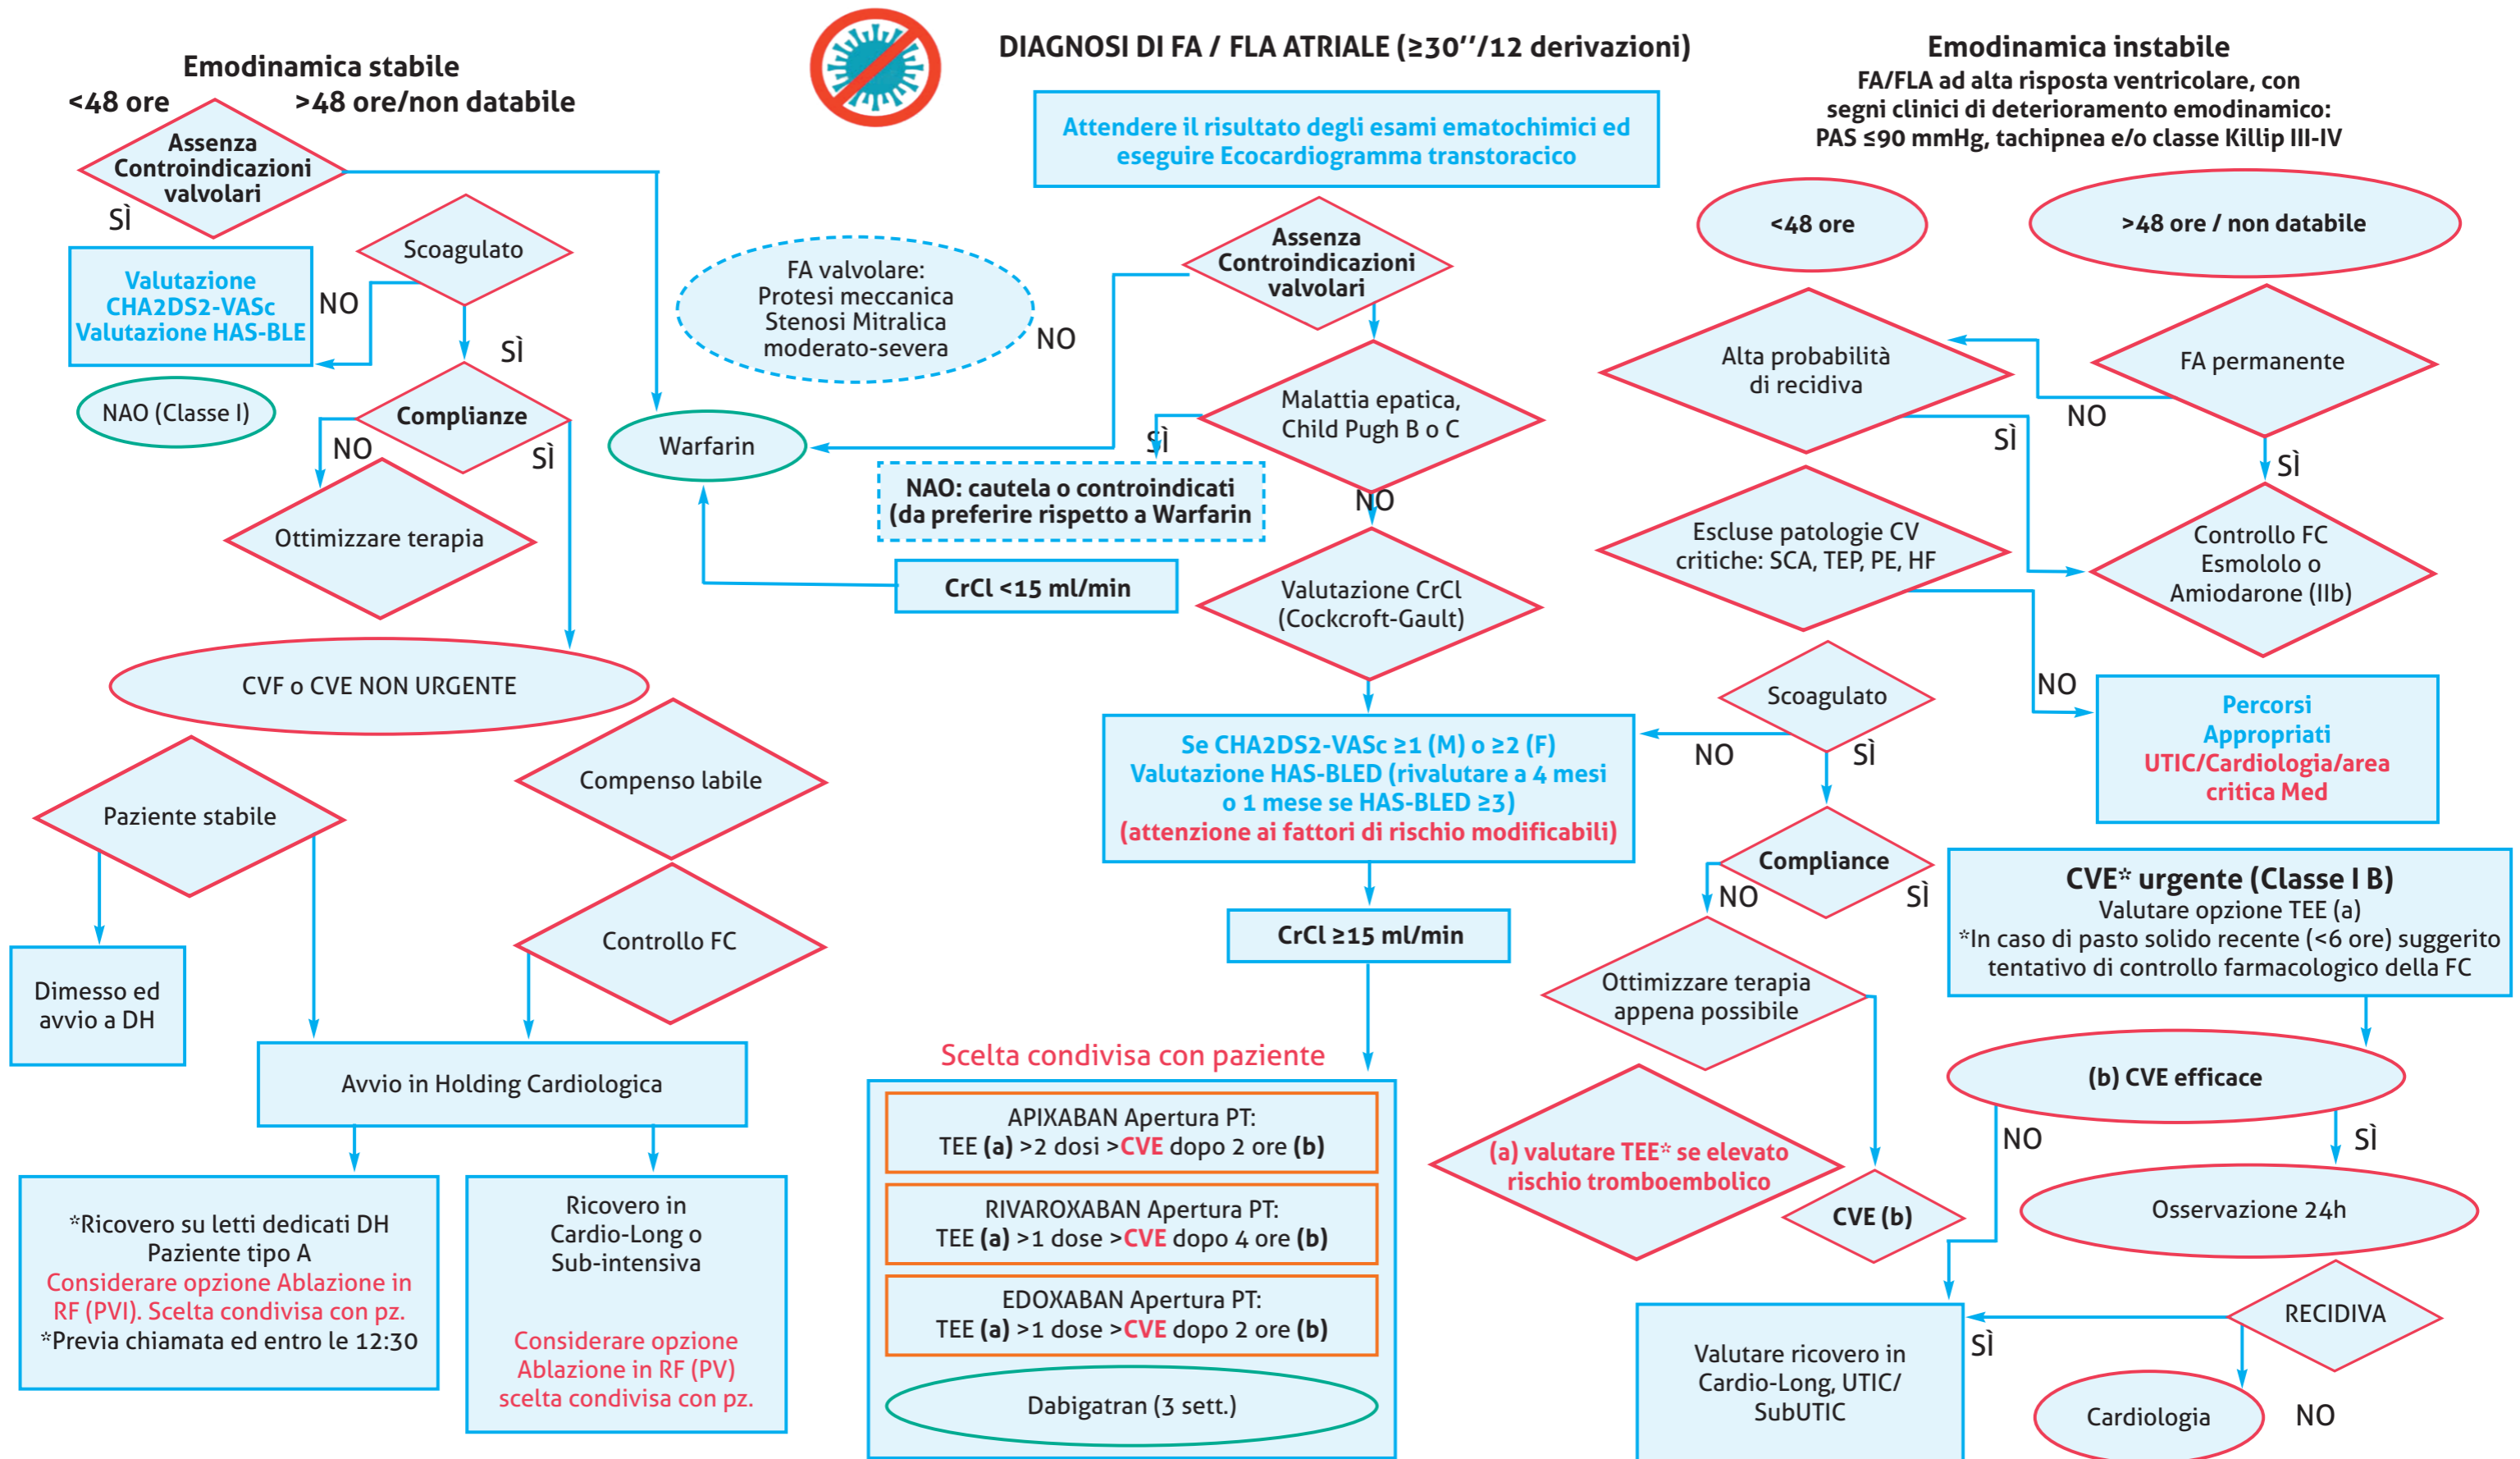 DIAGNOSI DI FA / FLA ATRIALE (≥30’’/12 derivazioni)
Emodinamica stabile
<48 ore
>48 ore/non databile
Assenza
Controindicazioni
valvolari
SÌ
Valutazione
CHA2DS2-VASc
Valutazione HAS-BLE
NO
Scoagulato
SÌ
NAO (Classe I)
Complianze
NO
SÌ
Ottimizzare terapia
CVF o CVE NON URGENTE
Paziente stabile
Compenso labile
Controllo FC
Dimesso ed
avvio a DH
Avvio in Holding Cardiologica
*Ricovero su letti dedicati DH
Paziente tipo A
Considerare opzione Ablazione in
RF (PVI). Scelta condivisa con pz.
*Previa chiamata ed entro le 12:30
Ricovero in
Cardio-Long o
Sub-intensiva
Considerare opzione
Ablazione in RF (PV)
scelta condivisa con pz.
Attendere il risultato degli esami ematochimici ed
eseguire Ecocardiogramma transtoracico
FA valvolare:
Protesi meccanica
Stenosi Mitralica
moderato-severa
NO
Assenza
Controindicazioni
valvolari
Warfarin
Malattia epatica,
Child Pugh B o C
SÌ
NAO: cautela o controindicati
(da preferire rispetto a Warfarin
NO
CrCl <15 ml/min
Valutazione CrCl
(Cockcroft-Gault)
Se CHA2DS2-VASc ≥1 (M) o ≥2 (F)
Valutazione HAS-BLED (rivalutare a 4 mesi
o 1 mese se HAS-BLED ≥3)
(attenzione ai fattori di rischio modificabili)
CrCl ≥15 ml/min
Scelta condivisa con paziente
APIXABAN Apertura PT:
TEE (a) >2 dosi >CVE dopo 2 ore (b)
RIVAROXABAN Apertura PT:
TEE (a) >1 dose >CVE dopo 4 ore (b)
EDOXABAN Apertura PT:
TEE (a) >1 dose >CVE dopo 2 ore (b)
Dabigatran (3 sett.)
Emodinamica instabile
FA/FLA ad alta risposta ventricolare, con
segni clinici di deterioramento emodinamico:
PAS ≤90 mmHg, tachipnea e/o classe Killip III-IV
<48 ore
>48 ore / non databile
Alta probabilità
di recidiva
FA permanente
NO
SÌ
SÌ
Escluse patologie CV
critiche: SCA, TEP, PE, HF
Controllo FC
Esmololo o
Amiodarone (IIb)
NO
Scoagulato
NO
SÌ
Percorsi
Appropriati
UTIC/Cardiologia/area
critica Med
Compliance
NO
SÌ
CVE* urgente (Classe I B)
Valutare opzione TEE (a)
*In caso di pasto solido recente (<6 ore) suggerito
tentativo di controllo farmacologico della FC
Ottimizzare terapia
appena possibile
(b) CVE efficace
NO
SÌ
(a) valutare TEE* se elevato
rischio tromboembolico
CVE (b)
Osservazione 24h
RECIDIVA
SÌ
Valutare ricovero in
Cardio-Long, UTIC/
SubUTIC
Cardiologia
NO